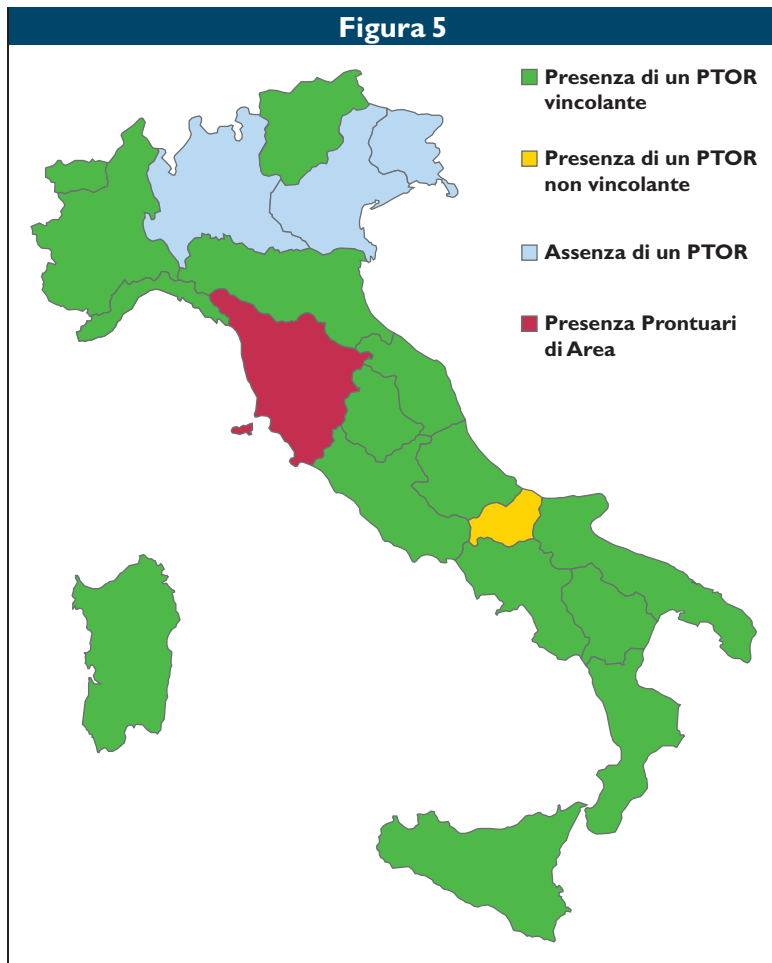 Figura 5
Presenza di un PTOR
vincolante
Presenza di un PTOR
non vincolante
Assenza di un PTOR
Presenza Prontuari
di Area